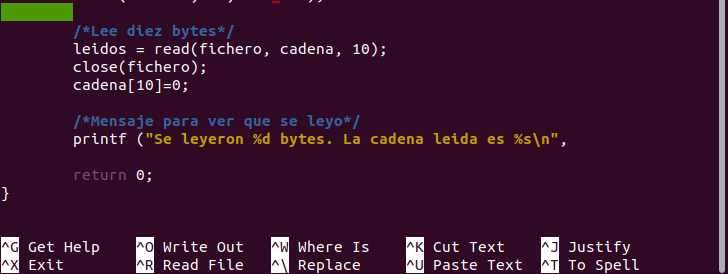 /*Lee diez bytes*/
leidos = read(fichero, cadena, 10);
close(fichero);
cadena[10]=0;
/*Mensaje para ver que se leyo*/
printf ("Se leyeron %d bytes. La cadena leida es %s\n",
return 0;
}
^G Get Help ^O Write Out ^W Where Is ^K Cut Text ^J Justify
^X Exit ^R Read File ^\ Replace ^U Paste Text ^T To Spell